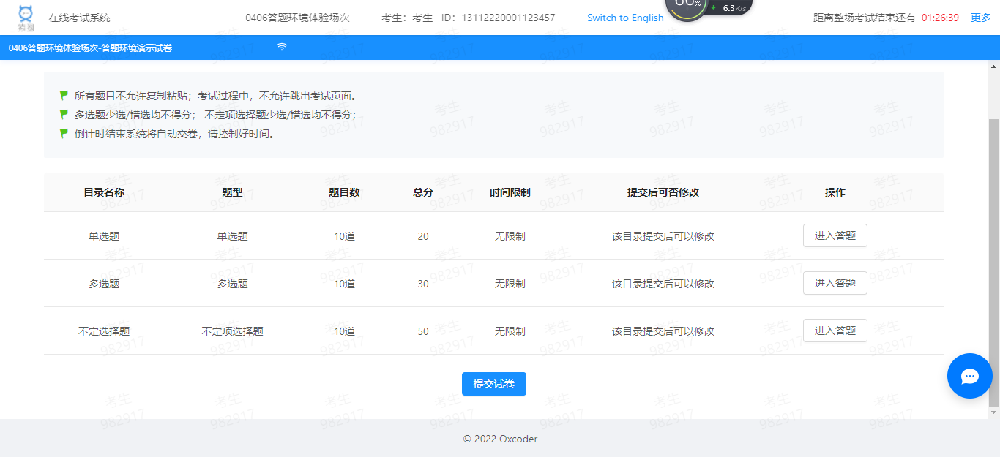 在线考试系统 0406答题环境体验场次 考生：考生 ID：13112220001123457 Switch to English 6.3K/s 距离整场考试结束还有 01:26:39 更多
0406答题环境体验场次-答题环境演示试卷
所有题目不允许复制粘贴；考试过程中，不允许跳出考试页面。
多选题少选/错选均不得分； 不定项选择题少选/错选均不得分；
倒计时结束系统将自动交卷，请控制好时间。
目录名称 题型 题目数 总分 时间限制 提交后可否修改 操作
单选题 单选题 10道 20 无限制 该目录提交后可以修改 进入答题
多选题 多选题 10道 30 无限制 该目录提交后可以修改 进入答题
不定选择题 不定项选择题 10道 50 无限制 该目录提交后可以修改 进入答题
提交试卷
© 2022 Oxcoder
考生
982917